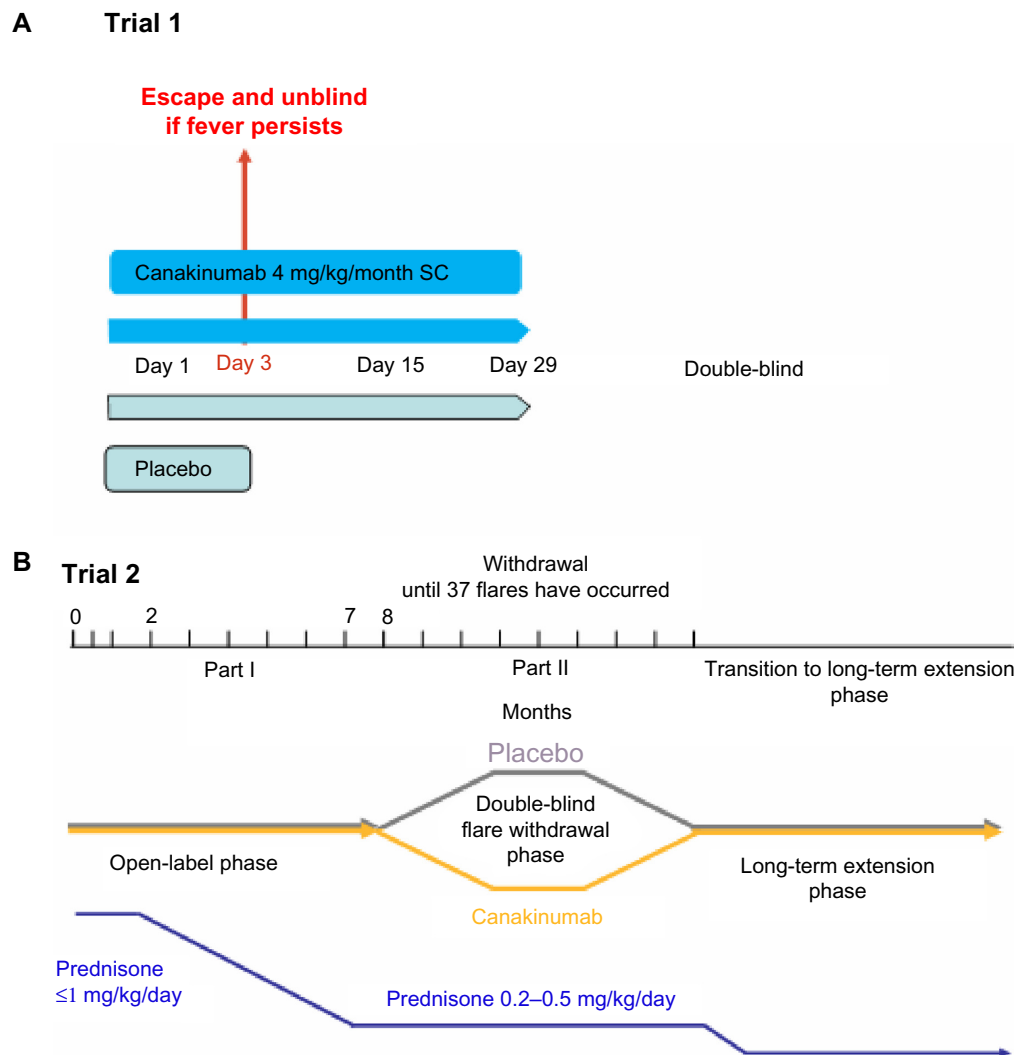 A Trial 1
Escape and unblind
if fever persists
Canakinumab 4 mg/kg/month SC
Day 1 Day 3 Day 15 Day 29 Double-blind
Placebo
B Trial 2
Withdrawal
until 37 flares have occurred
0 2 7 8
Part I Part II Transition to long-term extension
phase
Months
Placebo
Double-blind
flare withdrawal
phase
Open-label phase
Long-term extension
phase
Canakinumab
Prednisone
≤1 mg/kg/day
Prednisone 0.2–0.5 mg/kg/day